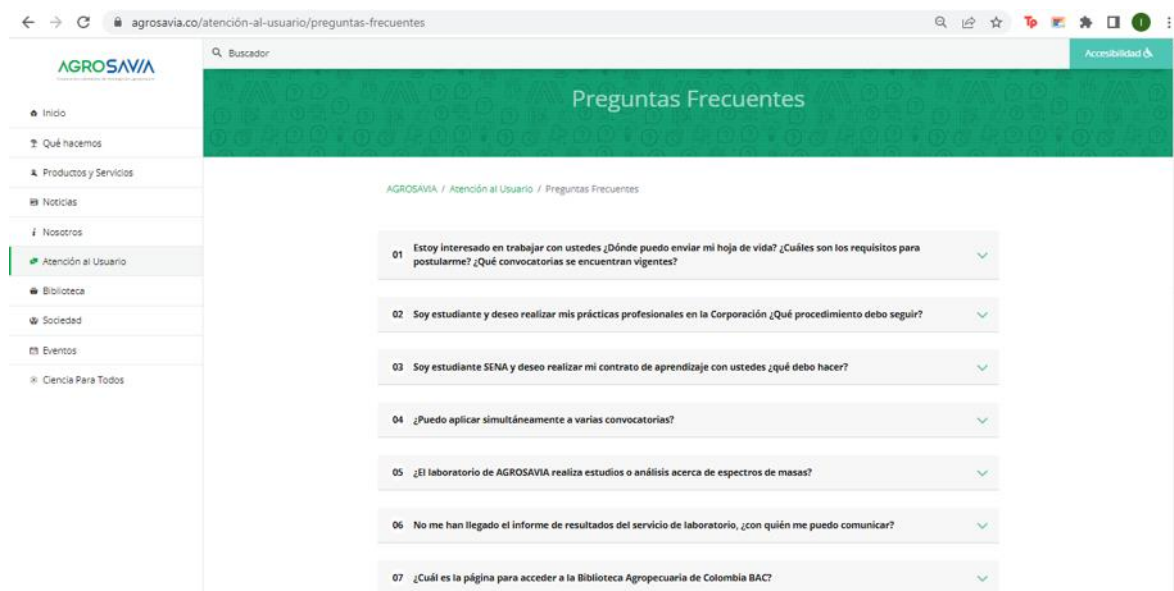 agrosavia.co/atención-al-usuario/preguntas-frecuentes
Tp
I
AGROSAVIA
Buscador
Accesibilidad
Preguntas Frecuentes
Inicio
Qué hacemos
Productos y Servicios
Noticias
Nosotros
Atención al Usuario
Biblioteca
Sociedad
Eventos
Ciencia Para Todos
AGROSAVIA / Atención al Usuario / Preguntas Frecuentes
01 Estoy interesado en trabajar con ustedes ¿Dónde puedo enviar mi hoja de vida? ¿Cuáles son los requisitos para
postularme? ¿Qué convocatorias se encuentran vigentes?
02 Soy estudiante y deseo realizar mis prácticas profesionales en la Corporación ¿Qué procedimiento debo seguir?
03 Soy estudiante SENA y deseo realizar mi contrato de aprendizaje con ustedes ¿qué debo hacer?
04 ¿Puedo aplicar simultáneamente a varias convocatorias?
05 ¿El laboratorio de AGROSAVIA realiza estudios o análisis acerca de espectros de masas?
06 No me han llegado el informe de resultados del servicio de laboratorio, ¿con quién me puedo comunicar?
07 ¿Cuál es la página para acceder a la Biblioteca Agropecuaria de Colombia BAC?